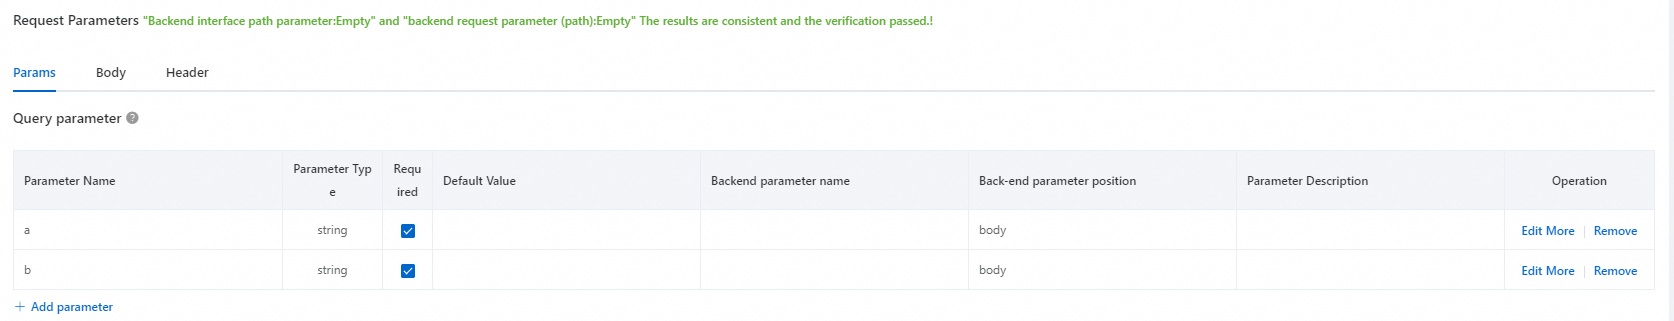 Request Parameters "Backend interface path parameter:Empty" and "backend request parameter (path):Empty" The results are consistent and the verification passed.!
Params Body Header
Query parameter ?
Parameter Name Parameter Typ Requ Default Value Backend parameter name Back-end parameter position Parameter Description Operation
e ired
a string body Edit More | Remove
b string body Edit More | Remove
+ Add parameter